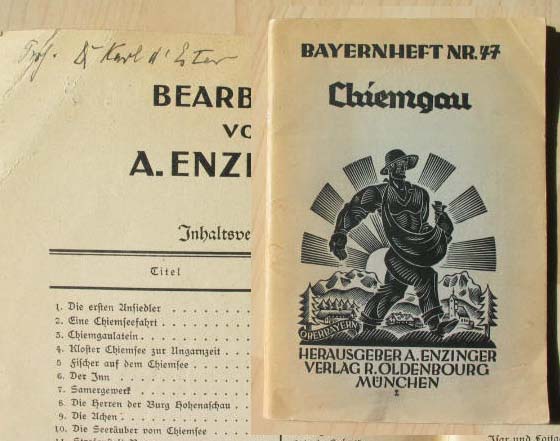 Prof. Dr Karl d'Ester
BEARB
VO
A. ENZI
Inhaltsve
Titel
1. Die ersten Ansiedler
2. Eine Chiemseefahrt
3. Chiemgaulatein
4. Kloster Chiemsee zur Ungarnzeit
5 Fischer auf dem Chiemsee
6. Der Inn
7. Samergewerk
8. Die Herren der Burg Hohenaschau
9. Die Achen
10. Die Seeräuber vom Chiemsee
BAYERNHEFT NR. 47
Chiemgau
OBERBAYERN
HERAUSGEBER A. ENZINGER
VERLAG R. OLDENBOURG
MÜNCHEN